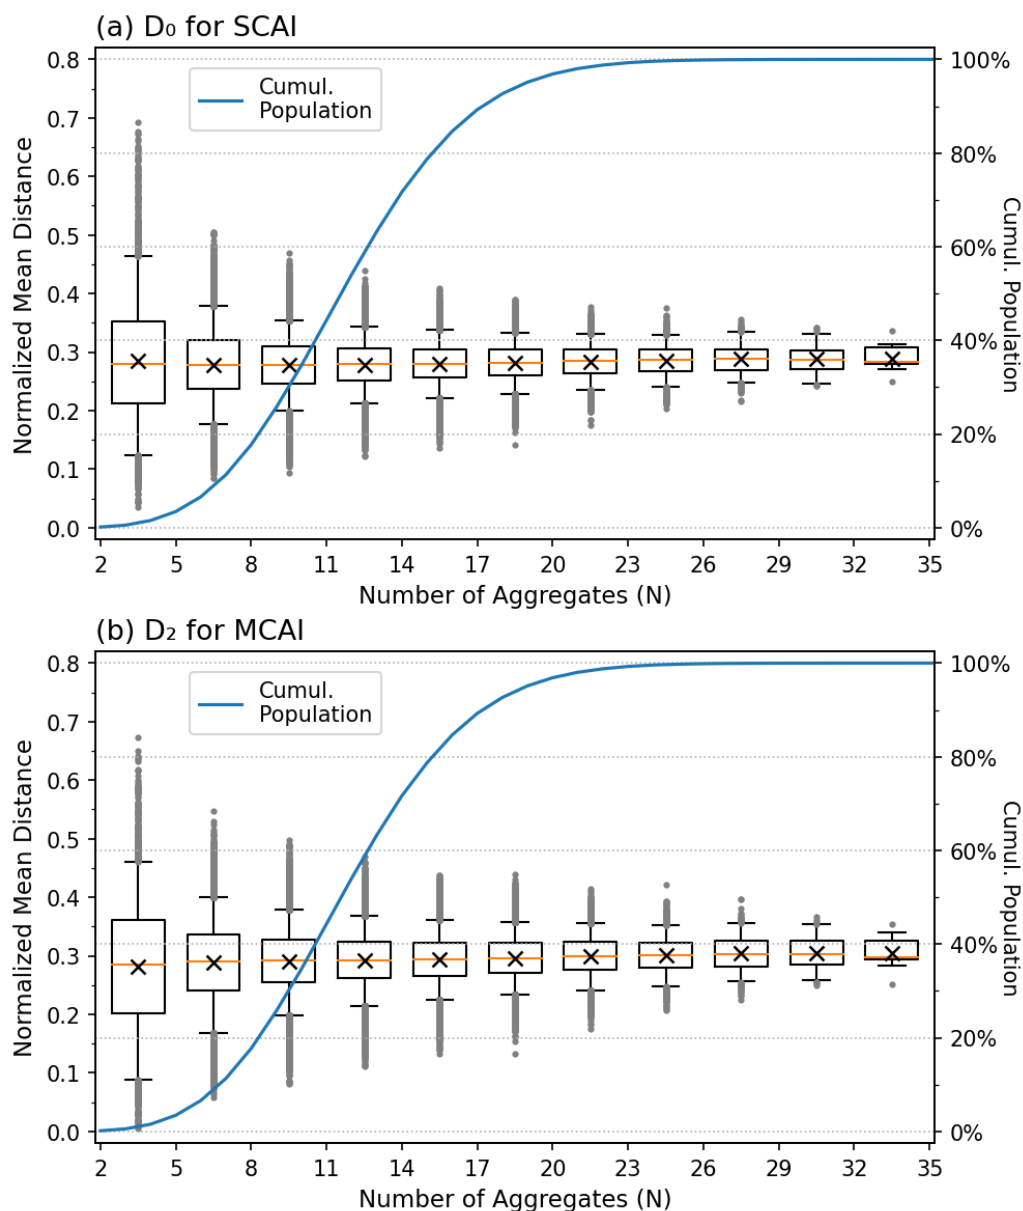 (a) D₀ for SCAI
Cumul.
Population
0.8
0.7
0.6
0.5
0.4
0.3
0.2
0.1
0.0
Normalized Mean Distance
100%
80%
60%
40%
20%
0%
Cumul. Population
2 5 8 11 14 17 20 23 26 29 32 35
Number of Aggregates (N)
(b) D₂ for MCAI
Cumul.
Population
0.8
0.7
0.6
0.5
0.4
0.3
0.2
0.1
0.0
Normalized Mean Distance
100%
80%
60%
40%
20%
0%
Cumul. Population
2 5 8 11 14 17 20 23 26 29 32 35
Number of Aggregates (N)